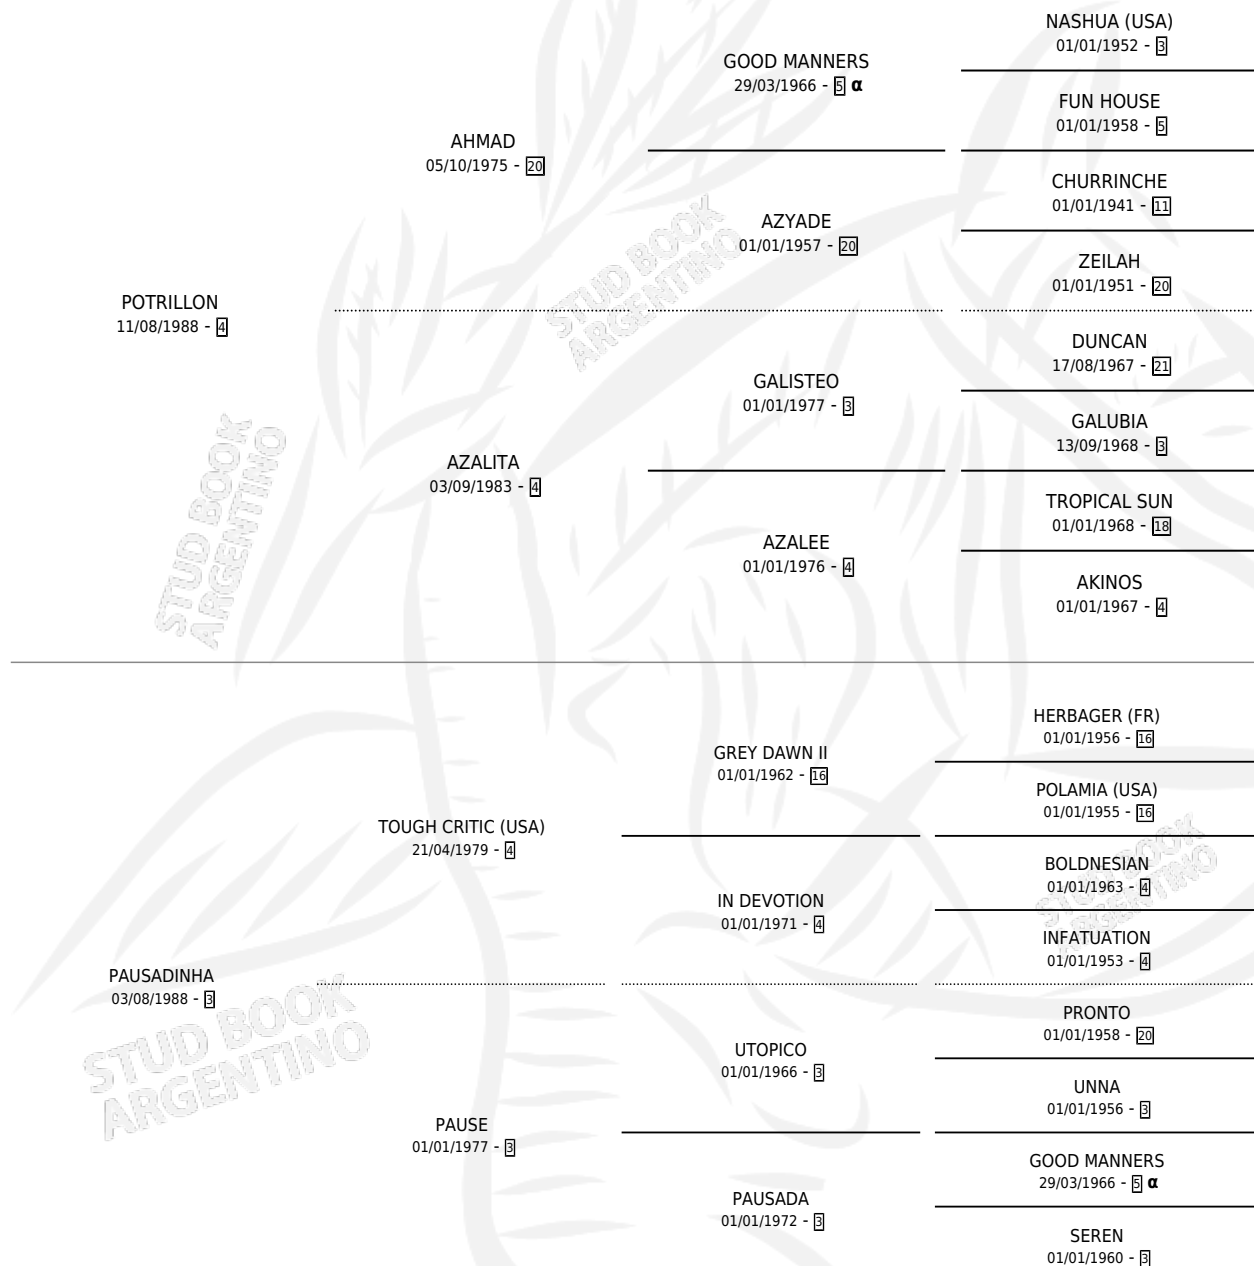 NASHUA (USA)
01/01/1952 - 3
GOOD MANNERS
29/03/1966 - 5 α
FUN HOUSE
01/01/1958 - 5
AHMAD
05/10/1975 - 20
CHURRINCHE
01/01/1941 - 11
AZYADE
01/01/1957 - 20
ZEILAH
01/01/1951 - 20
POTRILLON
11/08/1988 - 4
DUNCAN
17/08/1967 - 21
GALISTEO
01/01/1977 - 3
GALUBIA
13/09/1968 - 3
AZALITA
03/09/1983 - 4
TROPICAL SUN
01/01/1968 - 18
AZALEE
01/01/1976 - 4
AKINOS
01/01/1967 - 4
HERBAGER (FR)
01/01/1956 - 16
GREY DAWN II
01/01/1962 - 16
POLAMIA (USA)
01/01/1955 - 16
TOUGH CRITIC (USA)
21/04/1979 - 4
BOLDNESIAN
01/01/1963 - 4
IN DEVOTION
01/01/1971 - 4
INFATUATION
01/01/1953 - 4
PAUSADINHA
03/08/1988 - 3
PRONTO
01/01/1958 - 20
UTOPICO
01/01/1966 - 3
UNNA
01/01/1956 - 3
PAUSE
01/01/1977 - 3
GOOD MANNERS
29/03/1966 - 5 α
PAUSADA
01/01/1972 - 3
SEREN
01/01/1960 - 3
STUD BOOK
ARGENTINO
STUD BOOK
ARGENTINO
STUD BOOK
ARGENTINO
STUD BOOK
ARGENTINO